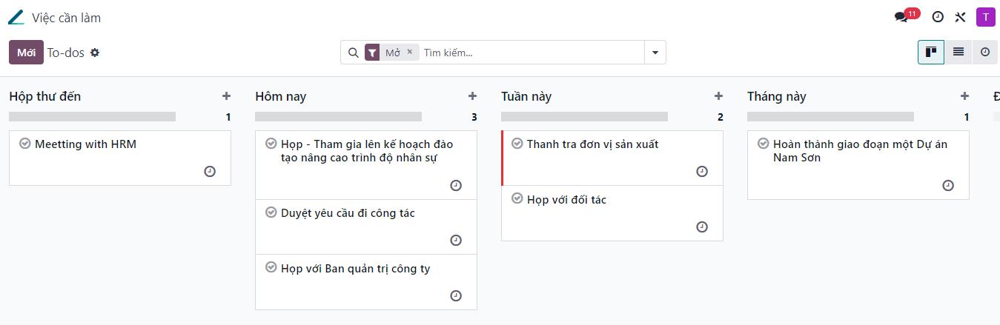 Việc cần làm
11
T
Mới To-dos
Mở × Tìm kiếm...
Hộp thư đến +
1
Meetting with HRM
Hôm nay +
3
Họp - Tham gia lên kế hoạch đào
tạo nâng cao trình độ nhân sự
Duyệt yêu cầu đi công tác
Họp với Ban quản trị công ty
Tuần này +
2
Thanh tra đơn vị sản xuất
Họp với đối tác
Tháng này +
1
Hoàn thành giao đoạn một Dự án
Nam Sơn